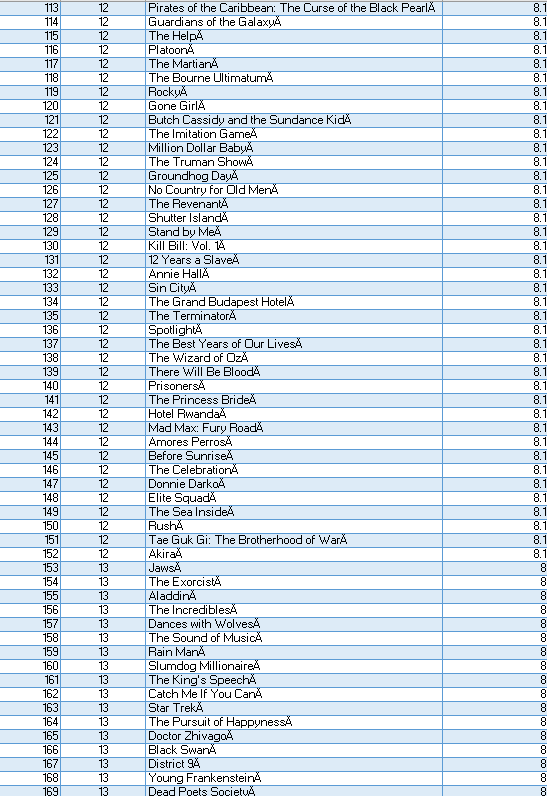 113 12 Pirates of the Caribbean: The Curse of the Black PearlÂ 8.1
114 12 Guardians of the GalaxyÂ 8.1
115 12 The HelpÂ 8.1
116 12 PlatoonÂ 8.1
117 12 The MartianÂ 8.1
118 12 The Bourne UltimatumÂ 8.1
119 12 RockyÂ 8.1
120 12 Gone GirlÂ 8.1
121 12 Butch Cassidy and the Sundance KidÂ 8.1
122 12 The Imitation GameÂ 8.1
123 12 Million Dollar BabyÂ 8.1
124 12 The Truman ShowÂ 8.1
125 12 Groundhog DayÂ 8.1
126 12 No Country for Old MenÂ 8.1
127 12 The RevenantÂ 8.1
128 12 Shutter IslandÂ 8.1
129 12 Stand by MeÂ 8.1
130 12 Kill Bill: Vol. 1Â 8.1
131 12 12 Years a SlaveÂ 8.1
132 12 Annie HallÂ 8.1
133 12 Sin CityÂ 8.1
134 12 The Grand Budapest HotelÂ 8.1
135 12 The TerminatorÂ 8.1
136 12 SpotlightÂ 8.1
137 12 The Best Years of Our LivesÂ 8.1
138 12 The Wizard of OzÂ 8.1
139 12 There Will Be BloodÂ 8.1
140 12 PrisonersÂ 8.1
141 12 The Princess BrideÂ 8.1
142 12 Hotel RwandaÂ 8.1
143 12 Mad Max: Fury RoadÂ 8.1
144 12 Amores PerrosÂ 8.1
145 12 Before SunriseÂ 8.1
146 12 The CelebrationÂ 8.1
147 12 Donnie DarkoÂ 8.1
148 12 Elite SquadÂ 8.1
149 12 The Sea InsideÂ 8.1
150 12 RushÂ 8.1
151 12 Tae Guk Gi: The Brotherhood of WarÂ 8.1
152 12 AkiraÂ 8.1
153 13 JawsÂ 8
154 13 The ExorcistÂ 8
155 13 AladdinÂ 8
156 13 The IncrediblesÂ 8
157 13 Dances with WolvesÂ 8
158 13 The Sound of MusicÂ 8
159 13 Rain ManÂ 8
160 13 Slumdog MillionaireÂ 8
161 13 The King's SpeechÂ 8
162 13 Catch Me If You CanÂ 8
163 13 Star TrekÂ 8
164 13 The Pursuit of HappynessÂ 8
165 13 Doctor ZhivagoÂ 8
166 13 Black SwanÂ 8
167 13 District 9Â 8
168 13 Young FrankensteinÂ 8
169 13 Dead Poets SocietyÂ 8